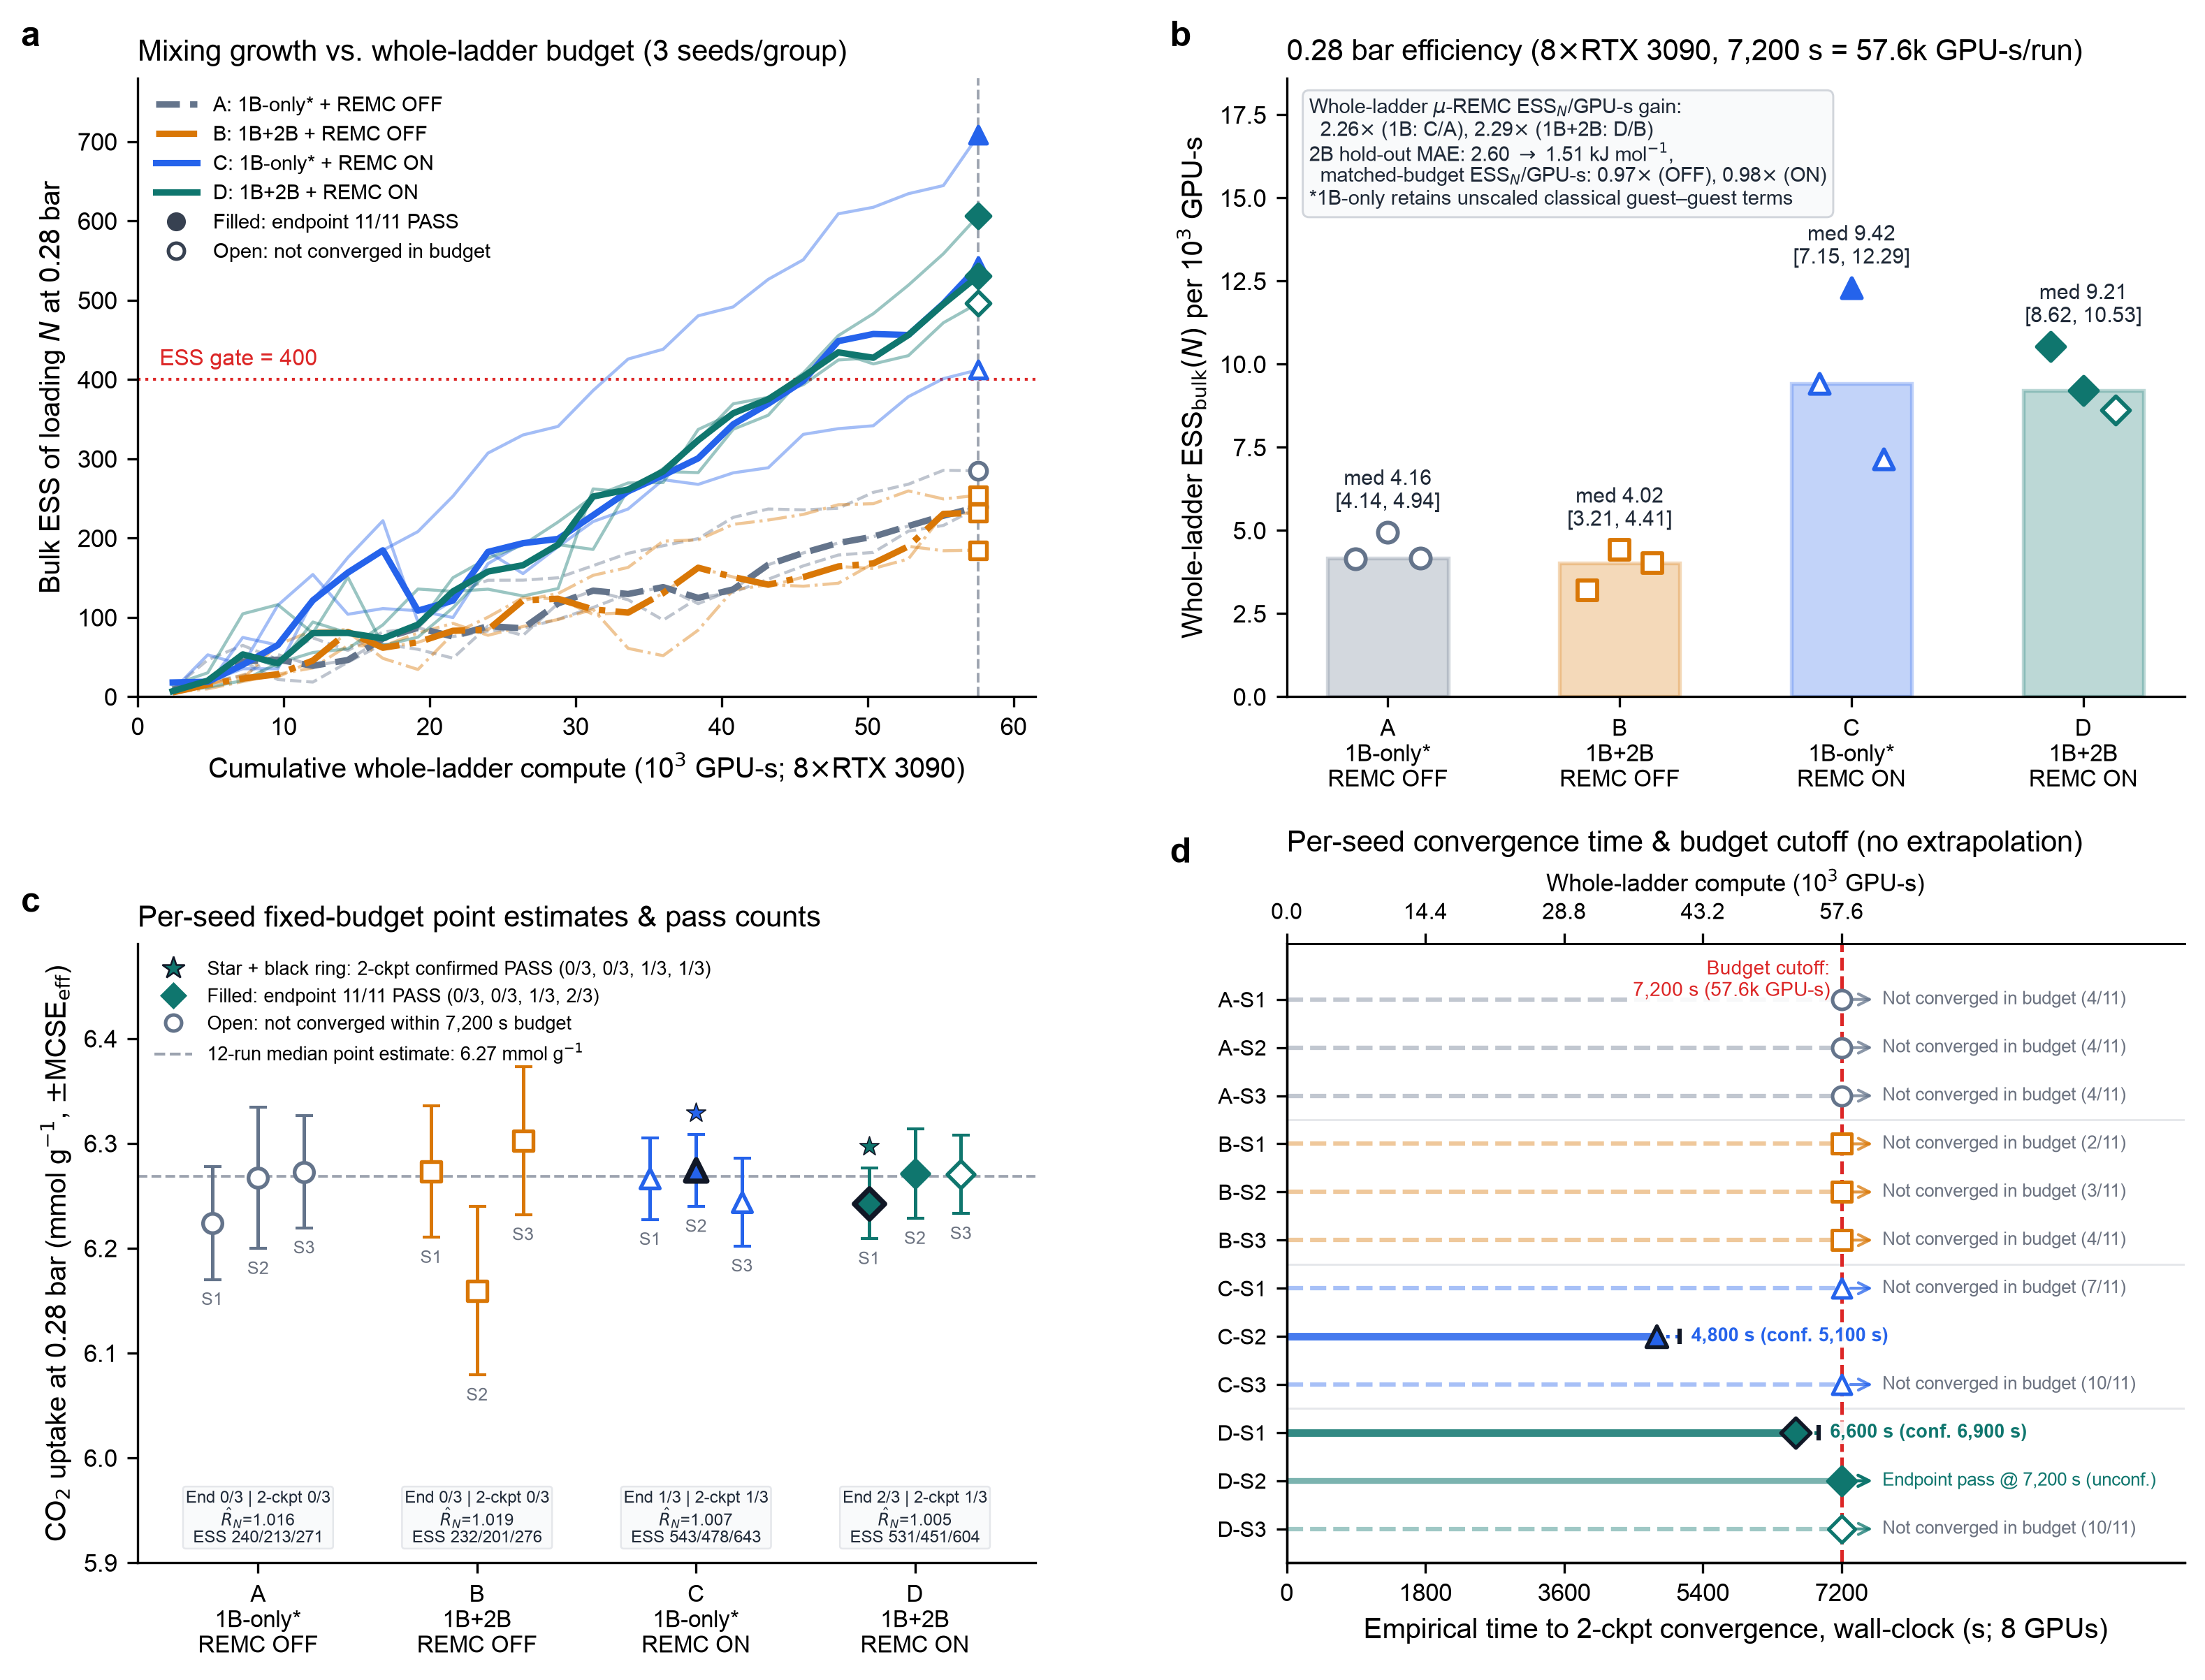 a
Mixing growth vs. whole-ladder budget (3 seeds/group)
A: 1B-only* + REMC OFF
B: 1B+2B + REMC OFF
C: 1B-only* + REMC ON
D: 1B+2B + REMC ON
Filled: endpoint 11/11 PASS
Open: not converged in budget
ESS gate = 400
Bulk ESS of loading N at 0.28 bar
700
600
500
400
300
200
100
0
0 10 20 30 40 50 60
Cumulative whole-ladder compute (10³ GPU-s; 8×RTX 3090)
b
0.28 bar efficiency (8×RTX 3090, 7,200 s = 57.6k GPU-s/run)
Whole-ladder μ-REMC ESS_N/GPU-s gain:
2.26× (1B: C/A), 2.29× (1B+2B: D/B)
2B hold-out MAE: 2.60 → 1.51 kJ mol⁻¹,
matched-budget ESS_N/GPU-s: 0.97× (OFF), 0.98× (ON)
*1B-only retains unscaled classical guest–guest terms
Whole-ladder ESS_bulk(N) per 10³ GPU-s
17.5
15.0
12.5
10.0
7.5
5.0
2.5
0.0
med 4.16
[4.14, 4.94]
med 4.02
[3.21, 4.41]
med 9.42
[7.15, 12.29]
med 9.21
[8.62, 10.53]
A B C D
1B-only* 1B+2B 1B-only* 1B+2B
REMC OFF REMC OFF REMC ON REMC ON
c
Per-seed fixed-budget point estimates & pass counts
Star + black ring: 2-ckpt confirmed PASS (0/3, 0/3, 1/3, 1/3)
Filled: endpoint 11/11 PASS (0/3, 0/3, 1/3, 2/3)
Open: not converged within 7,200 s budget
12-run median point estimate: 6.27 mmol g⁻¹
CO₂ uptake at 0.28 bar (mmol g⁻¹, ±MCSE_eff)
6.4
6.3
6.2
6.1
6.0
5.9
S1 S2 S3
S1 S2 S3
S1 S2 S3
S1 S2 S3
End 0/3 | 2-ckpt 0/3
R̂_N=1.016
ESS 240/213/271
End 0/3 | 2-ckpt 0/3
R̂_N=1.019
ESS 232/201/276
End 1/3 | 2-ckpt 1/3
R̂_N=1.007
ESS 543/478/643
End 2/3 | 2-ckpt 1/3
R̂_N=1.005
ESS 531/451/604
A B C D
1B-only* 1B+2B 1B-only* 1B+2B
REMC OFF REMC OFF REMC ON REMC ON
d
Per-seed convergence time & budget cutoff (no extrapolation)
Whole-ladder compute (10³ GPU-s)
0.0 14.4 28.8 43.2 57.6
Budget cutoff:
7,200 s (57.6k GPU-s)
A-S1 Not converged in budget (4/11)
A-S2 Not converged in budget (4/11)
A-S3 Not converged in budget (4/11)
B-S1 Not converged in budget (2/11)
B-S2 Not converged in budget (3/11)
B-S3 Not converged in budget (4/11)
C-S1 Not converged in budget (7/11)
C-S2 4,800 s (conf. 5,100 s)
C-S3 Not converged in budget (10/11)
D-S1 6,600 s (conf. 6,900 s)
D-S2 Endpoint pass @ 7,200 s (unconf.)
D-S3 Not converged in budget (10/11)
0 1800 3600 5400 7200
Empirical time to 2-ckpt convergence, wall-clock (s; 8 GPUs)